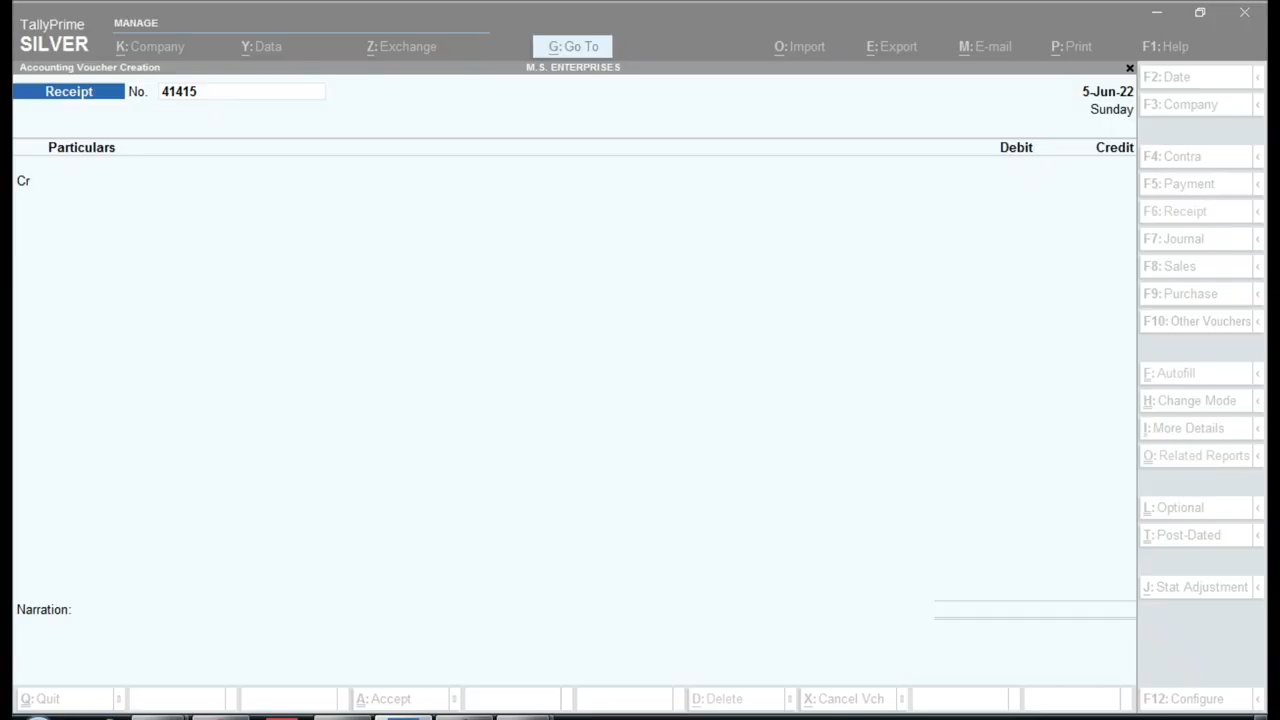 TallyPrime
SILVER
MANAGE
K: Company
Y: Data
Z: Exchange
G: Go To
O: Import
E: Export
M: E-mail
P: Print
F1: Help
Accounting Voucher Creation
M.S. ENTERPRISES
Receipt No. 41415
5-Jun-22
Sunday
Particulars
Debit
Credit
Cr
Narration:
F2: Date
F3: Company
F4: Contra
F5: Payment
F6: Receipt
F7: Journal
F8: Sales
F9: Purchase
F10: Other Vouchers
F: Autofill
H: Change Mode
I: More Details
O: Related Reports
L: Optional
T: Post-Dated
J: Stat Adjustment
Q: Quit
A: Accept
D: Delete
X: Cancel Vch
F12: Configure